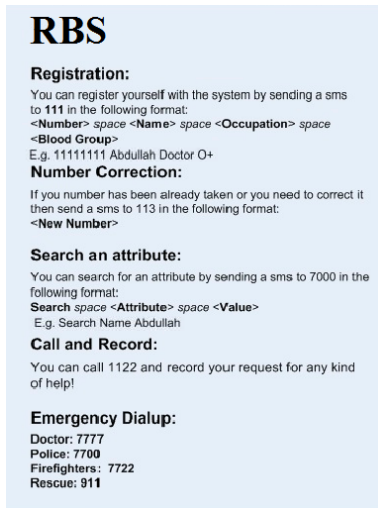 RBS
Registration:
You can register yourself with the system by sending a sms
to 111 in the following format:
<Number> space <Name> space <Occupation> space
<Blood Group>
E.g. 11111111 Abdullah Doctor O+
Number Correction:
If you number has been already taken or you need to correct it
then send a sms to 113 in the following format:
<New Number>
Search an attribute:
You can search for an attribute by sending a sms to 7000 in the
following format:
Search space <Attribute> space <Value>
E.g. Search Name Abdullah
Call and Record:
You can call 1122 and record your request for any kind
of help!
Emergency Dialup:
Doctor: 7777
Police: 7700
Firefighters: 7722
Rescue: 911